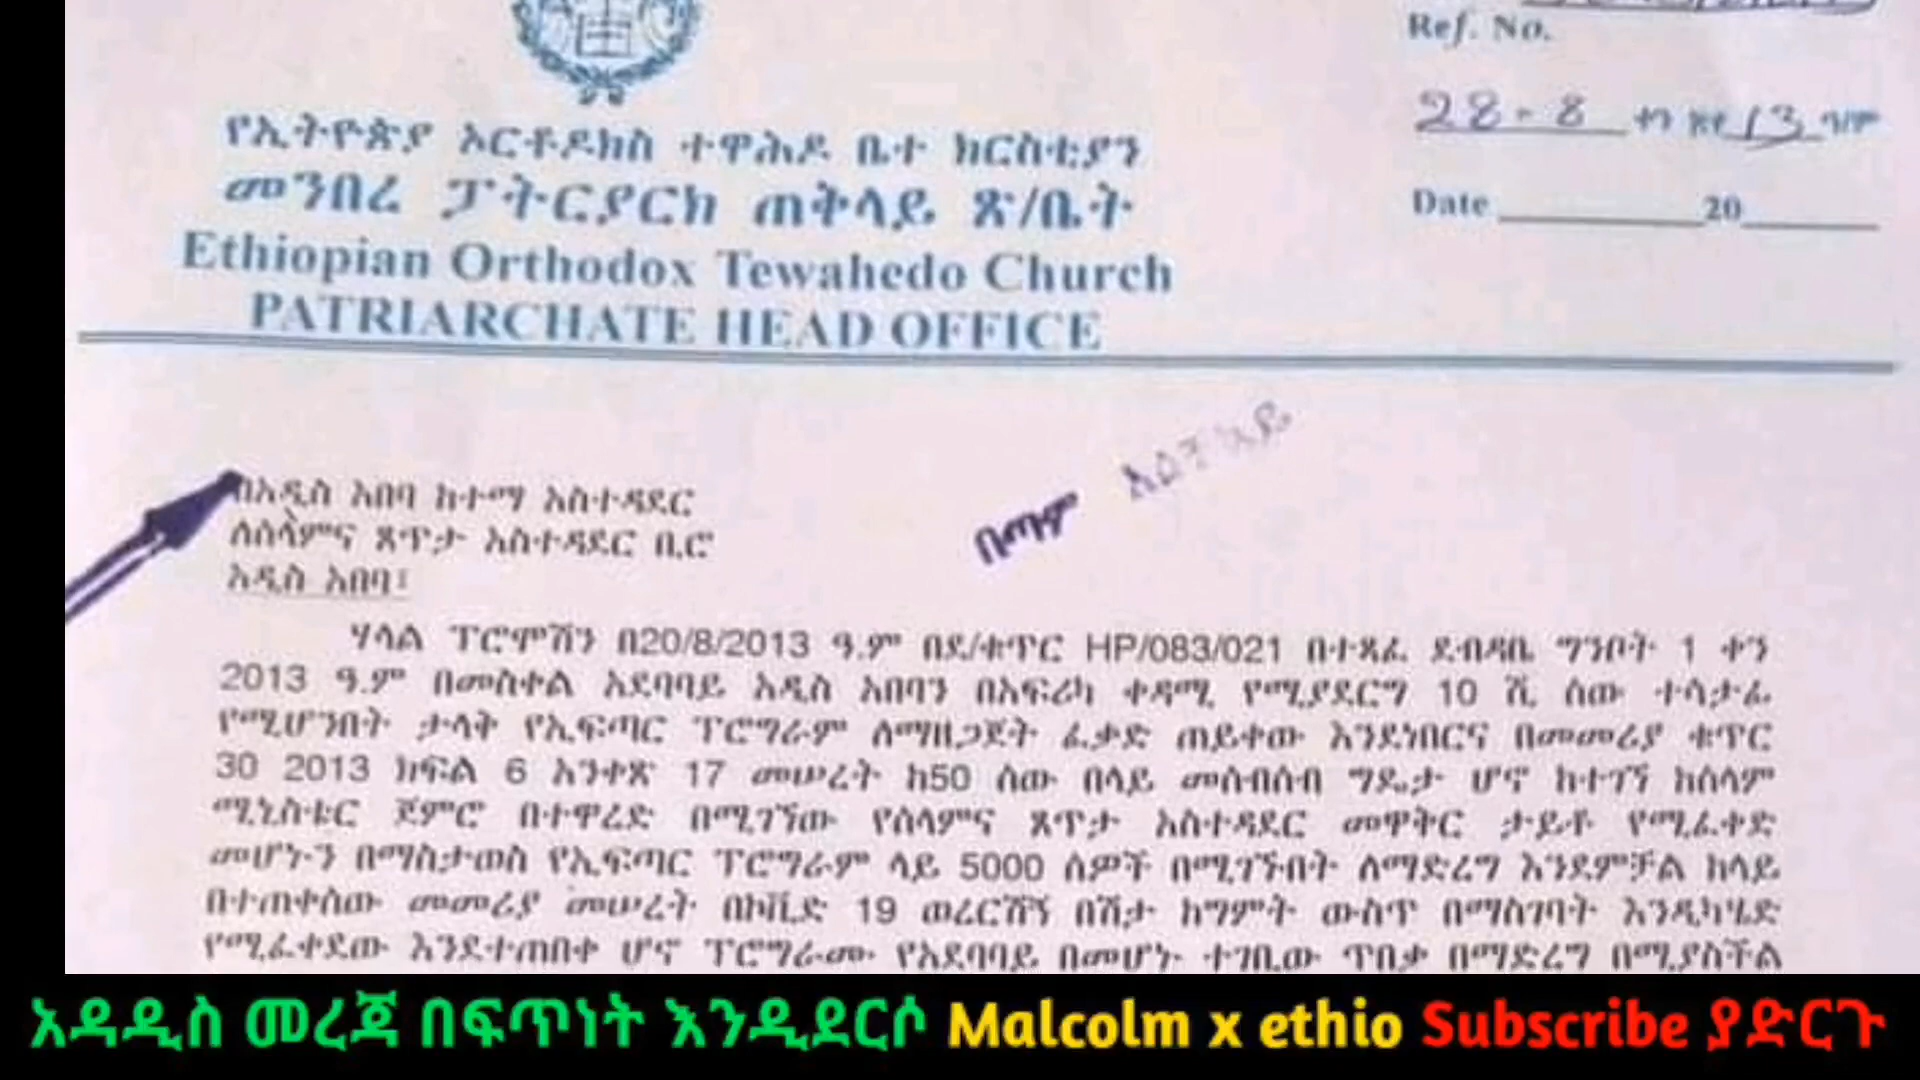 Ref. No.
28-8 ቀን 13 ዓ/ም
Date 20
የኢትዮጵያ ኦርቶዶክስ ተዋሕዶ ቤተ ክርስቲያን
መንበረ ፓትርያርክ ጠቅላይ ጽ/ቤት
Ethiopian Orthodox Tewahedo Church
PATRIARCHATE HEAD OFFICE
በጣም አስቸኳይ
በአዲስ አበባ ከተማ አስተዳደር
ለሰላምና ጸጥታ አስተዳደር ቢሮ
አዲስ አበባ፤
ሃላል ፕሮሞሽን በ20/8/2013 ዓ.ም በደ/ቁጥር HP/083/021 በተጻፈ ደብዳቤ ግንቦት 1 ቀን
2013 ዓ.ም በመስቀል አደባባይ አዲስ አበባን በአፍሪካ ቀዳሚ የሚያደርግ 10 ሺ ሰው ተሳታፊ
የሚሆንበት ታላቅ የኢፍጣር ፕሮግራም ለማዘጋጀት ፈቃድ ጠይቀው እንደነበርና በመመሪያ ቁጥር
30 2013 ክፍል 6 አንቀጽ 17 መሠረት ከ50 ሰው በላይ መሰብሰብ ግዴታ ሆኖ ከተገኘ ከሰላም
ሚኒስቴር ጀምሮ በተዋረድ በሚገኘው የሰላምና ጸጥታ አስተዳደር መዋቅር ታይቶ የሚፈቀድ
መሆኑን በማስታወስ የኢፍጣር ፕሮግራም ላይ 5000 ሰዎች በሚገኙበት ለማድረግ እንደምቻል ከላይ
በተጠቀሰው መመሪያ መሠረት በኮቪድ 19 ወረርሽኝ በሽታ ከግምት ውስጥ በማስገባት እንዲካሄድ
የሚፈቀደው እንደተጠበቀ ሆኖ ፕሮግራሙ የአደባባይ በመሆኑ ተገቢው ጥበቃ በማድረግ በሚያስችል
አዳዲስ መረጃ በፍጥነት እንዲደርሶ Malcolm x ethio Subscribe ያድርጉ